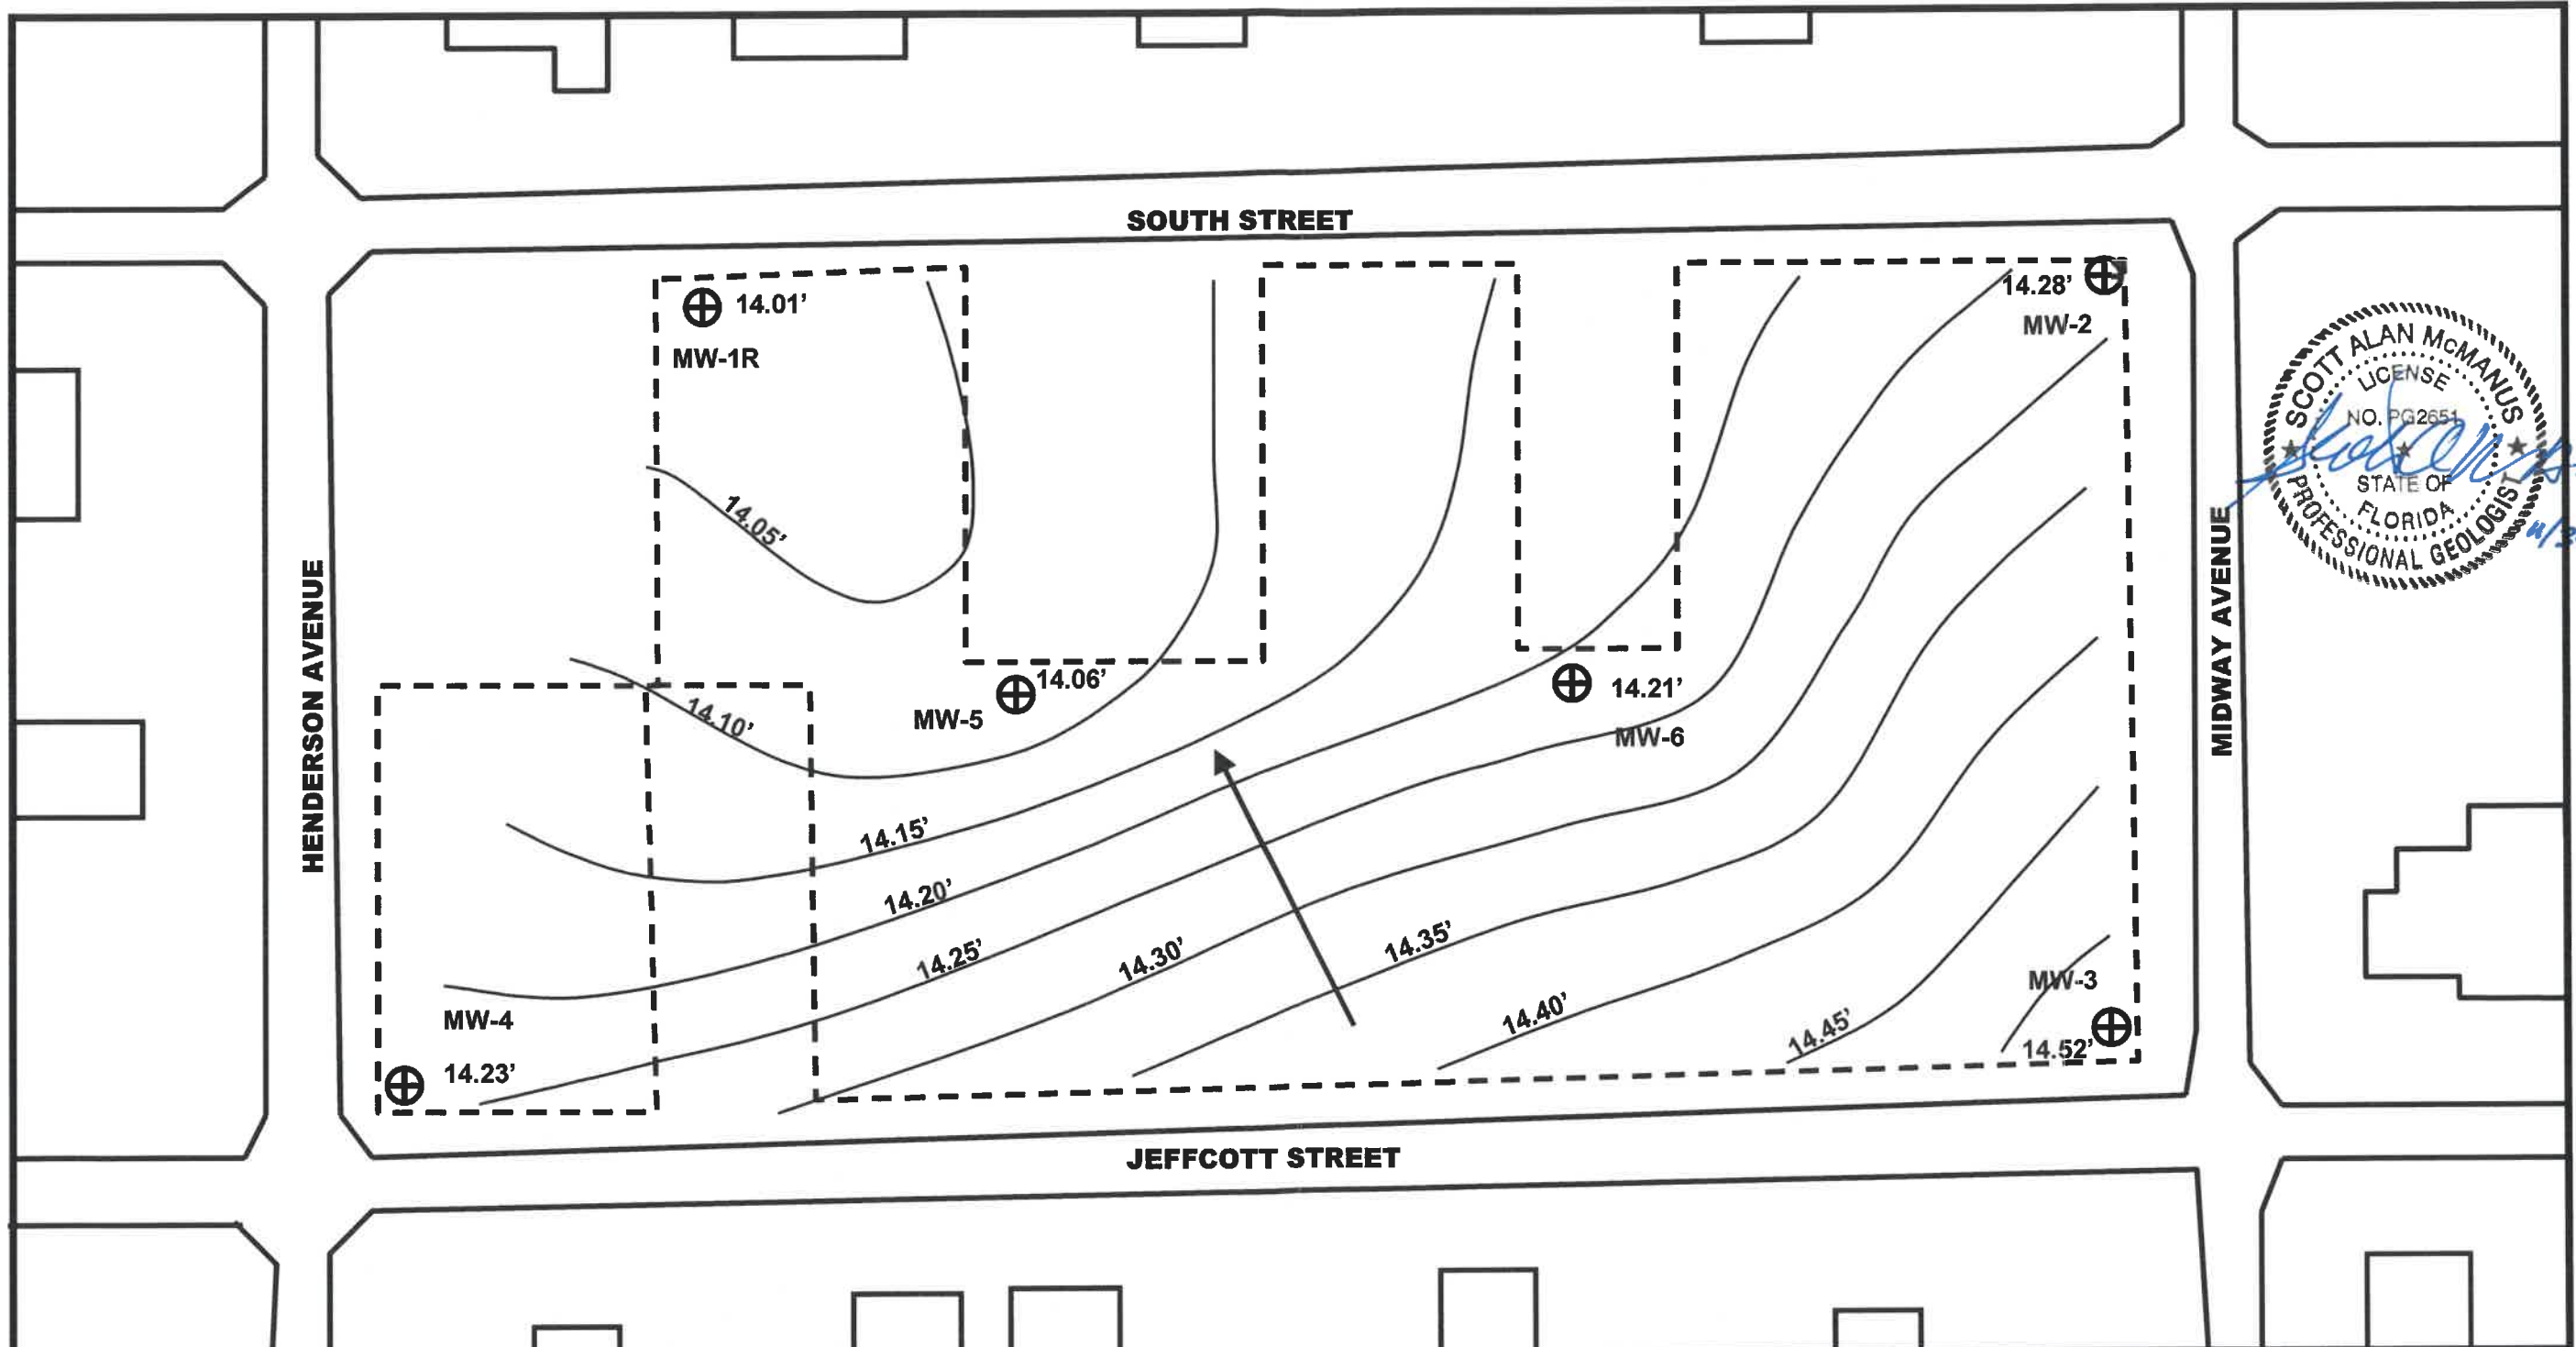 SOUTH STREET
14.01’
MW-1R
14.28’
MW-2
SCOTT ALAN McMANUS
LICENSE
NO. PG2651
STATE OF
FLORIDA
PROFESSIONAL GEOLOGIST
14.05’
HENDERSON AVENUE
MIDWAY AVENUE
14.06’
MW-5
14.21’
MW-6
14.10’
14.15’
14.20’
14.25’
14.30’
14.35’
14.40’
14.45’
MW-3
14.52’
MW-4
14.23’
JEFFCOTT STREET